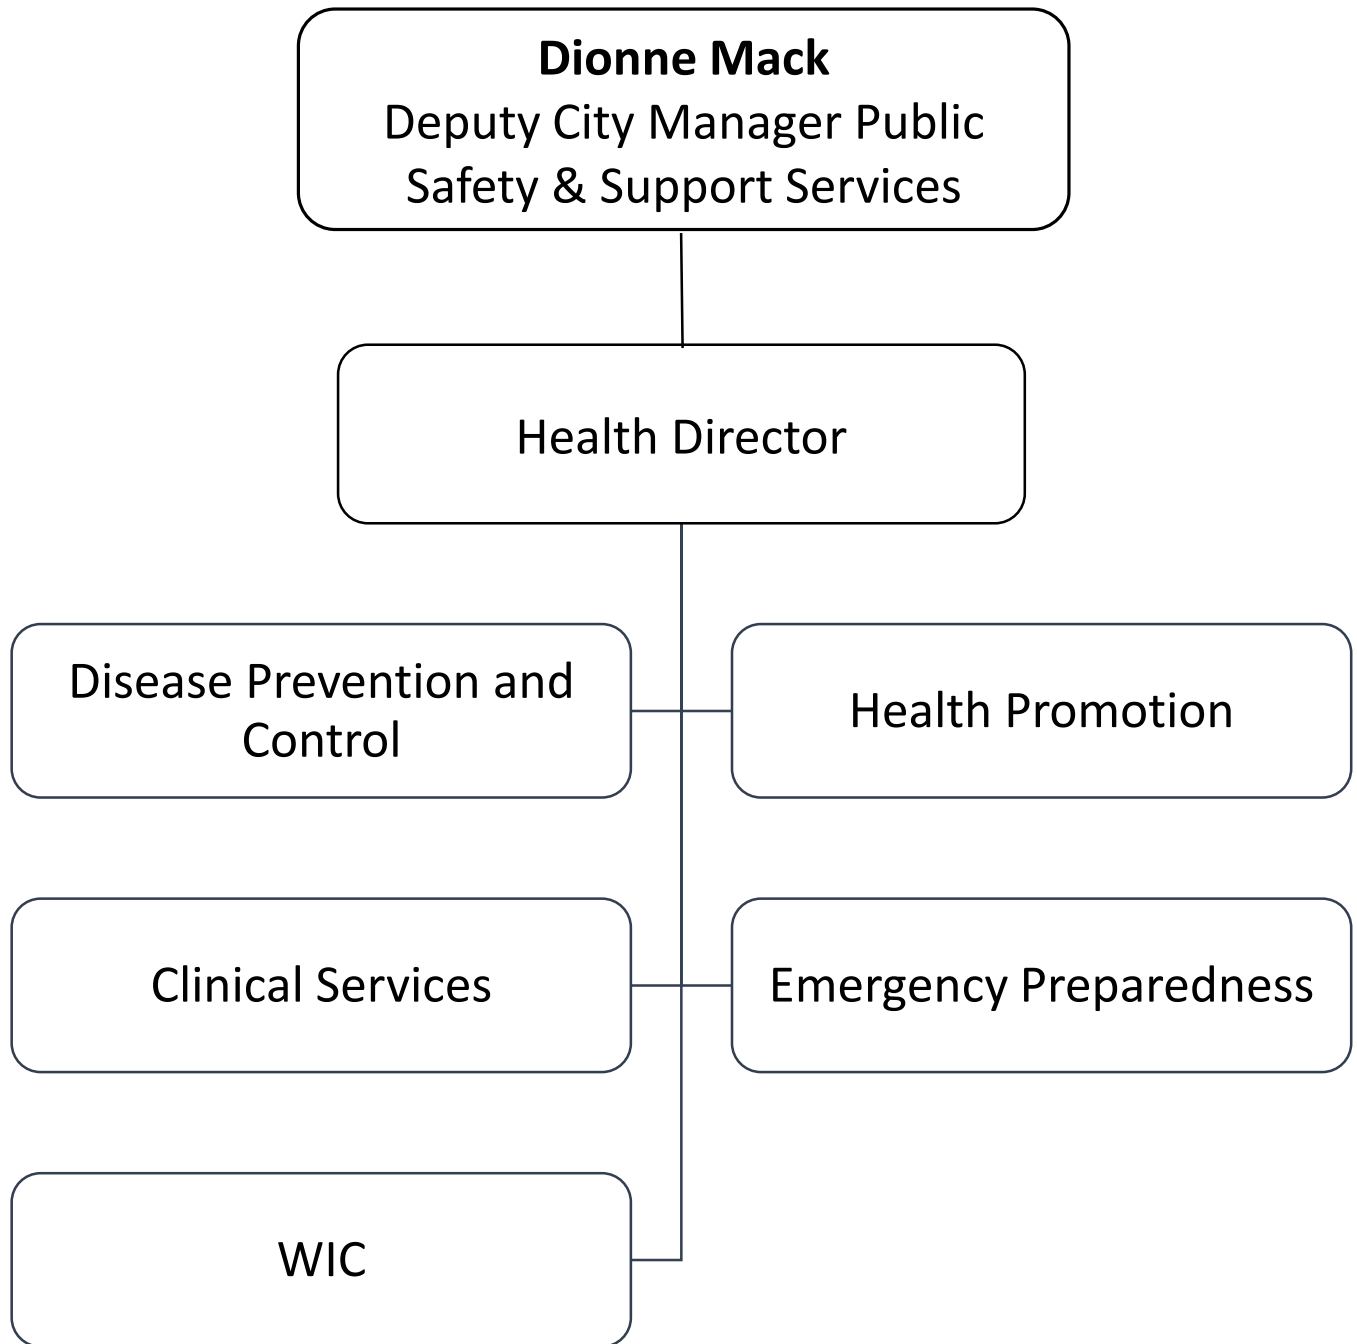 Dionne Mack
Deputy City Manager Public
Safety & Support Services
Health Director
Disease Prevention and
Control
Health Promotion
Clinical Services
Emergency Preparedness
WIC